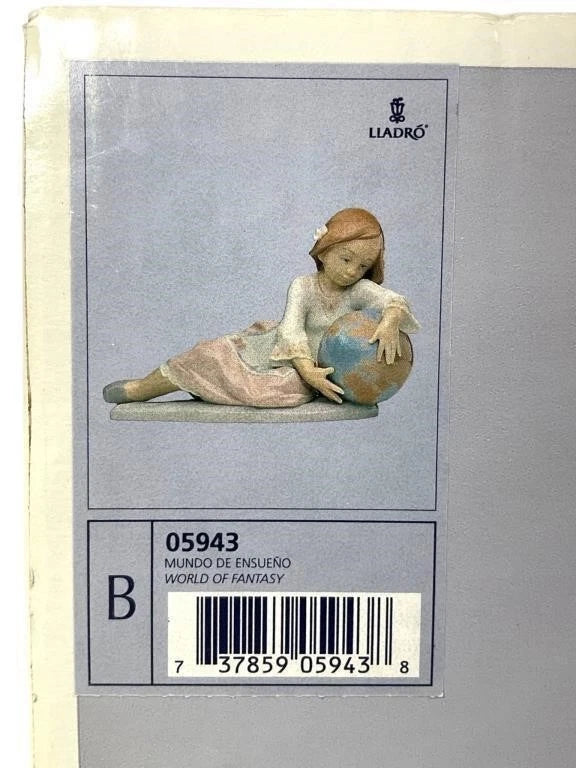 LLADRÓ®
B
05943
MUNDO DE ENSUEÑO
WORLD OF FANTASY
7 37859 05943 8